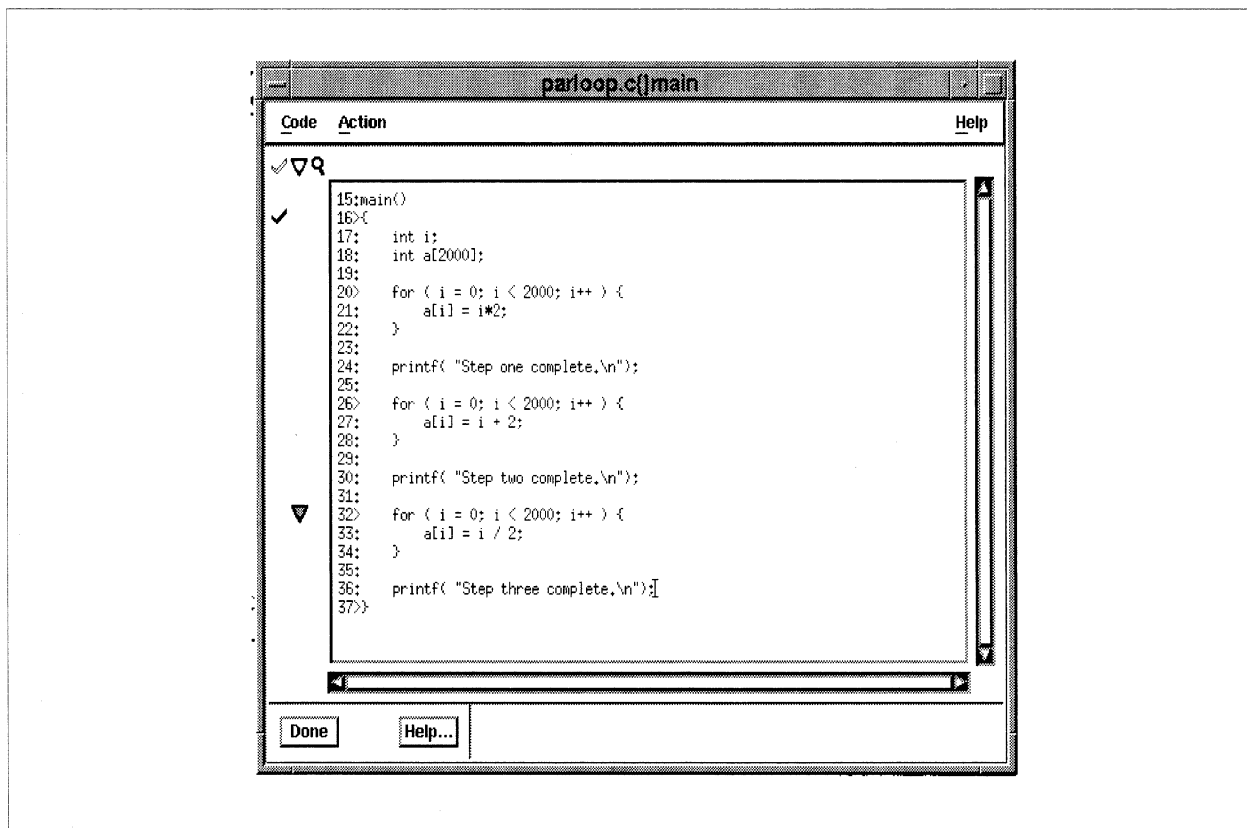 parloop.c{}main
Code Action Help
15:main()
16>{
17:    int i;
18:    int a[2000];
19:
20>    for ( i = 0; i < 2000; i++ ) {
21:        a[i] = i*2;
22:    }
23:
24:    printf( "Step one complete.\n");
25:
26>    for ( i = 0; i < 2000; i++ ) {
27:        a[i] = i + 2;
28:    }
29:
30:    printf( "Step two complete.\n");
31:
32>    for ( i = 0; i < 2000; i++ ) {
33:        a[i] = i / 2;
34:    }
35:
36:    printf( "Step three complete.\n");
37>}
Done Help...